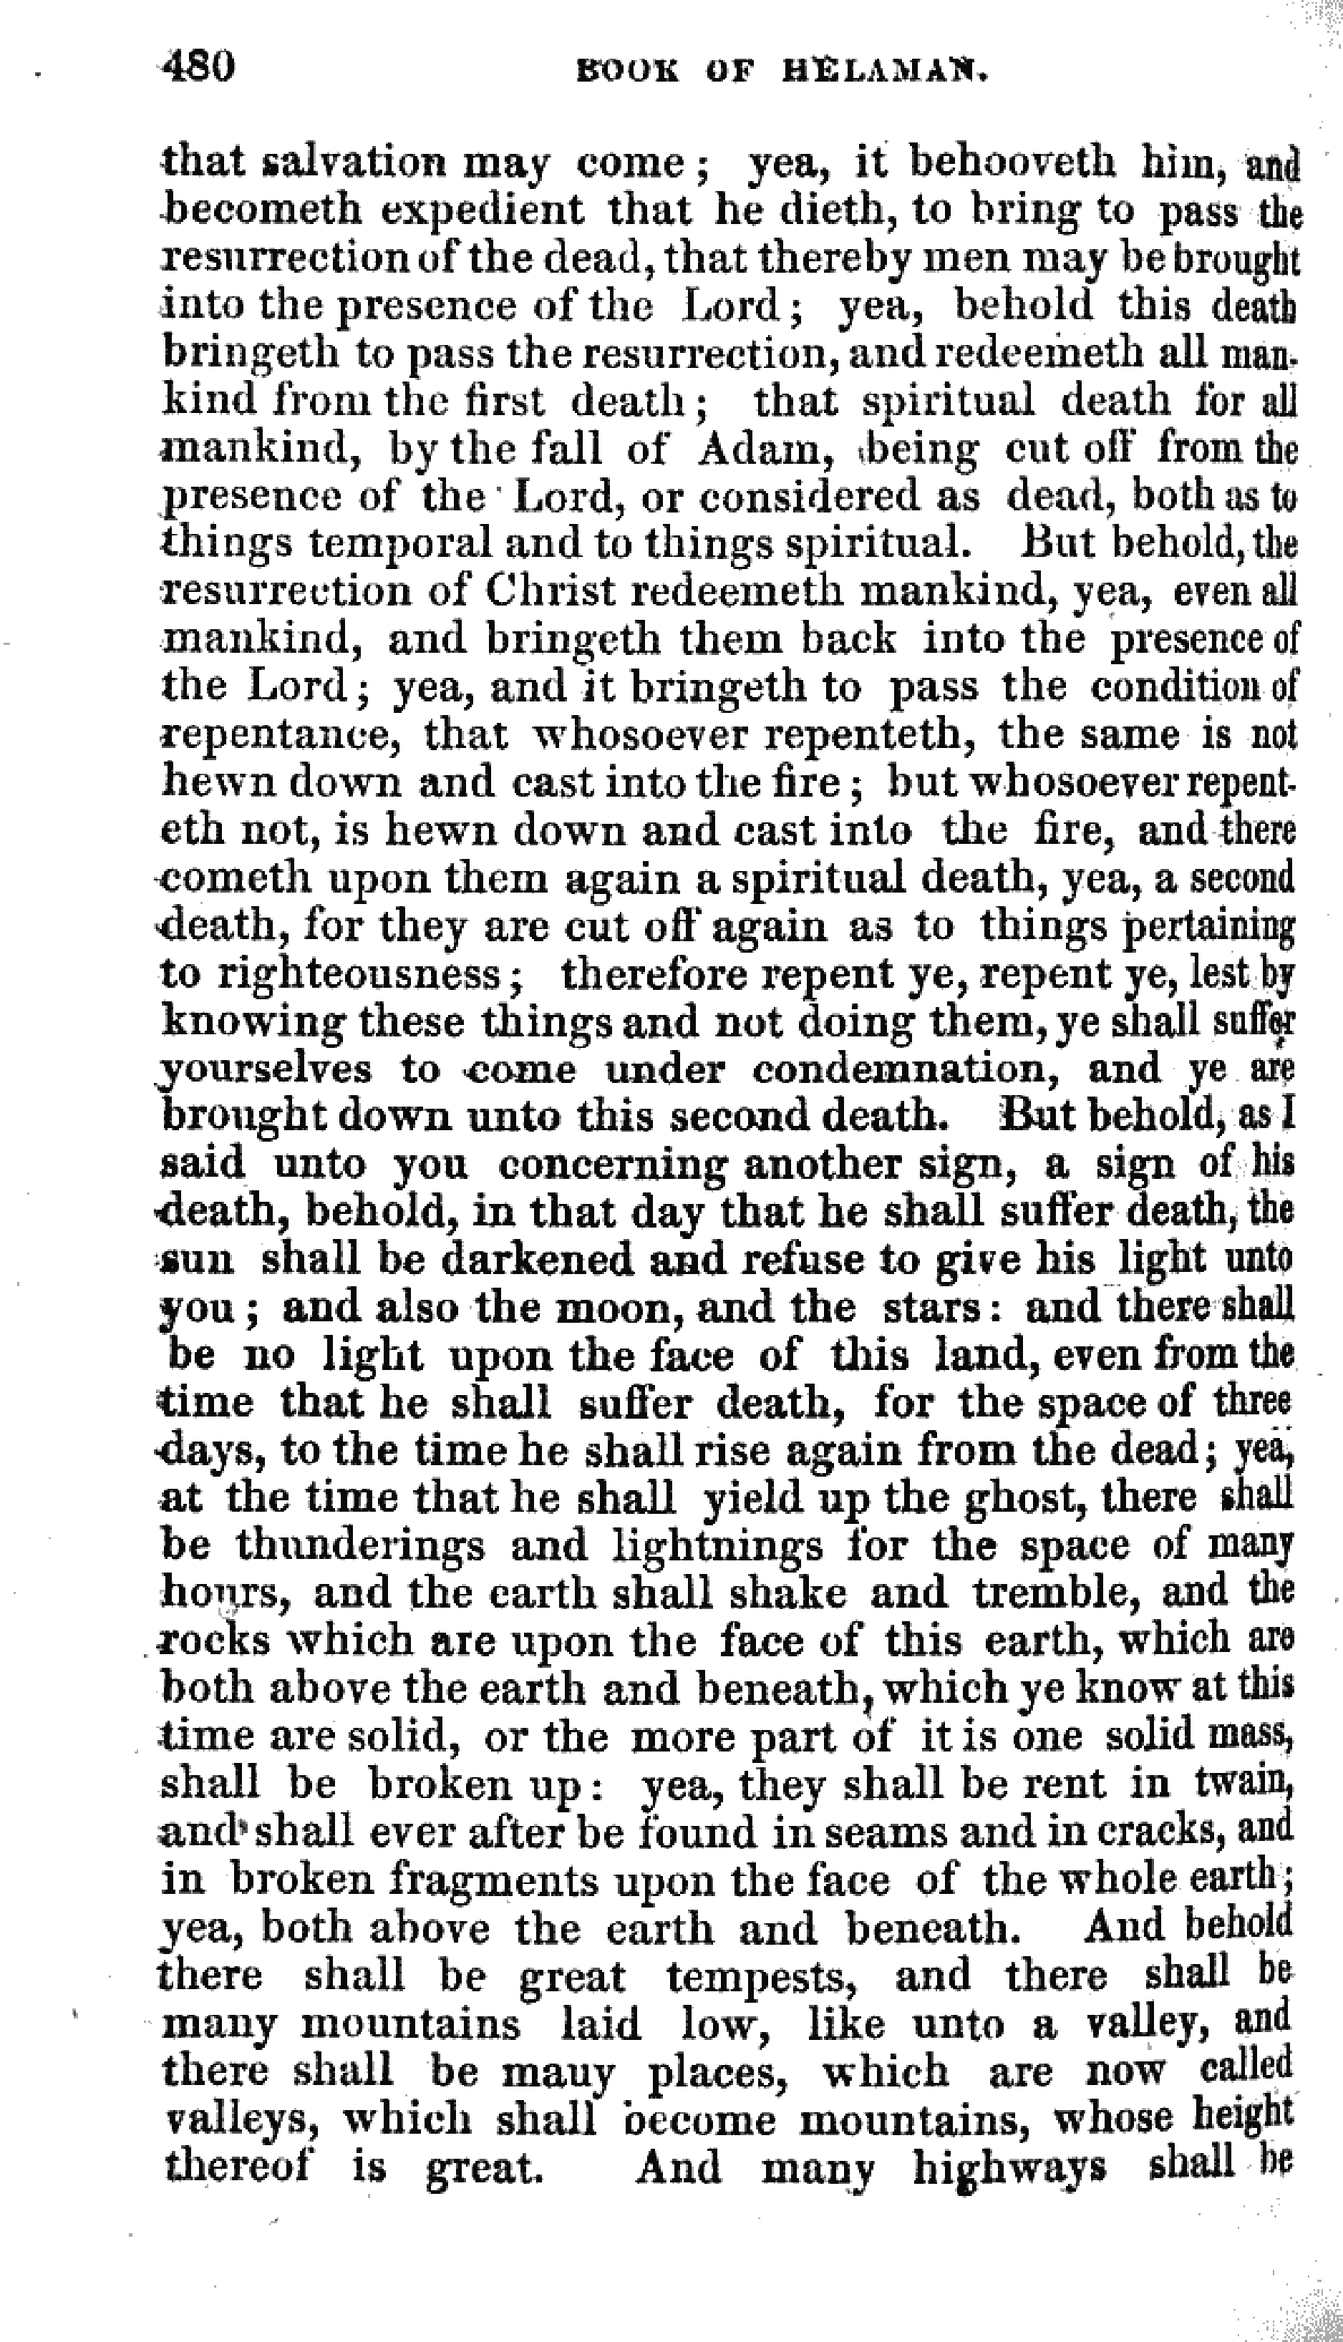 480 BOOK OF HELAMAN.
that salvation may come; yea, it behooveth him, and
becometh expedient that he dieth, to bring to pass the
resurrection of the dead, that thereby men may be brought
into the presence of the Lord; yea, behold this death
bringeth to pass the resurrection, and redeemeth all man-
kind from the first death; that spiritual death for all
mankind, by the fall of Adam, being cut off from the
presence of the Lord, or considered as dead, both as to
things temporal and to things spiritual. But behold, the
resurrection of Christ redeemeth mankind, yea, even all
mankind, and bringeth them back into the presence of
the Lord; yea, and it bringeth to pass the condition of
repentance, that whosoever repenteth, the same is not
hewn down and cast into the fire; but whosoever repent-
eth not, is hewn down and cast into the fire, and there
cometh upon them again a spiritual death, yea, a second
death, for they are cut off again as to things pertaining
to righteousness; therefore repent ye, repent ye, lest by
knowing these things and not doing them, ye shall suffer
yourselves to come under condemnation, and ye are
brought down unto this second death. But behold, as I
said unto you concerning another sign, a sign of his
death, behold, in that day that he shall suffer death, the
sun shall be darkened and refuse to give his light unto
you; and also the moon, and the stars: and there shall
be no light upon the face of this land, even from the
time that he shall suffer death, for the space of three
days, to the time he shall rise again from the dead; yea,
at the time that he shall yield up the ghost, there shall
be thunderings and lightnings for the space of many
hours, and the earth shall shake and tremble, and the
rocks which are upon the face of this earth, which are
both above the earth and beneath, which ye know at this
time are solid, or the more part of it is one solid mass,
shall be broken up: yea, they shall be rent in twain,
and shall ever after be found in seams and in cracks, and
in broken fragments upon the face of the whole earth;
yea, both above the earth and beneath. And behold
there shall be great tempests, and there shall be
many mountains laid low, like unto a valley, and
there shall be mauy places, which are now called
valleys, which shall become mountains, whose height
thereof is great. And many highways shall be